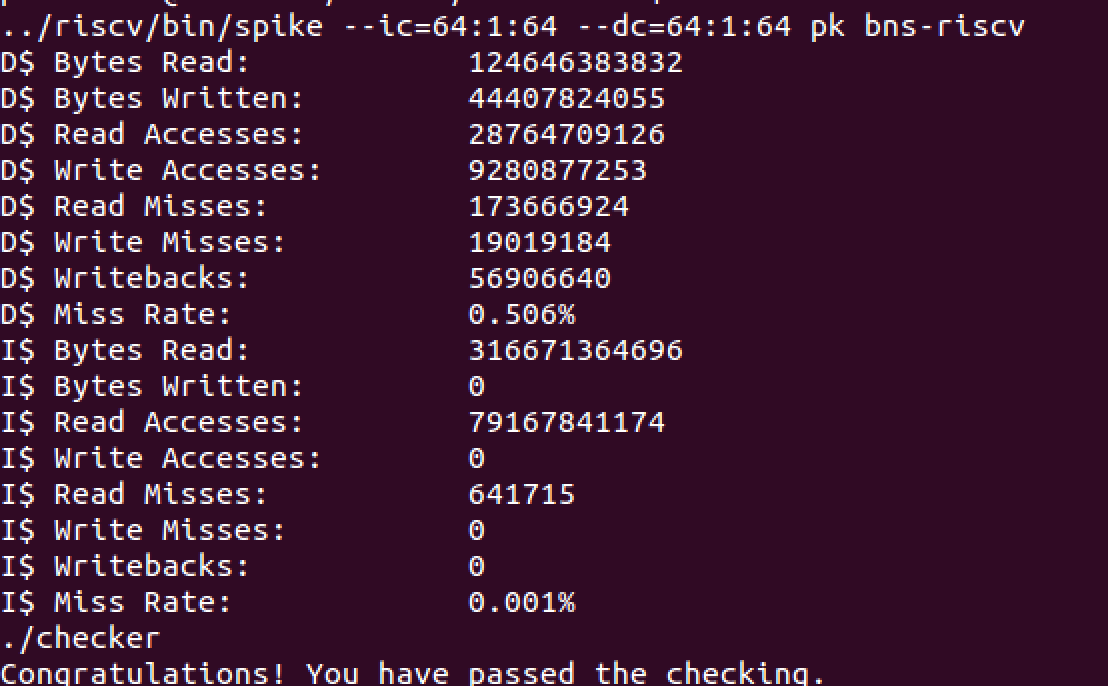 ../riscv/bin/spike --ic=64:1:64 --dc=64:1:64 pk bns-riscv
D$ Bytes Read: 124646383832
D$ Bytes Written: 44407824055
D$ Read Accesses: 28764709126
D$ Write Accesses: 9280877253
D$ Read Misses: 173666924
D$ Write Misses: 19019184
D$ Writebacks: 56906640
D$ Miss Rate: 0.506%
I$ Bytes Read: 316671364696
I$ Bytes Written: 0
I$ Read Accesses: 79167841174
I$ Write Accesses: 0
I$ Read Misses: 641715
I$ Write Misses: 0
I$ Writebacks: 0
I$ Miss Rate: 0.001%
./checker
Congratulations! You have passed the checking.